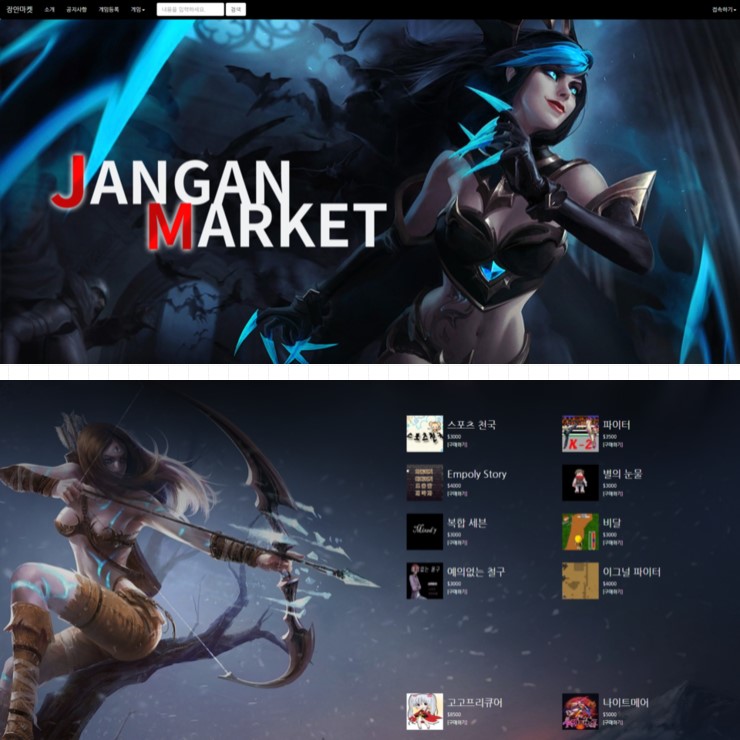 장안마켓 소개 공지사항 게임등록 게임 내용을 입력하세요... 검색 접속하기
JANGAN
MARKET
스포츠 천국
$3000
[구매하기]
파이터
$3500
[구매하기]
K-2
Empoly Story
$4000
[구매하기]
별의 눈물
$3000
[구매하기]
복합 세븐
$3000
[구매하기]
Mixed 7
비달
$3000
[구매하기]
예의없는 철구
$3000
[구매하기]
이그널 파이터
$4000
[구매하기]
고고프리큐어
$8500
[구매하기]
나이트메어
$5000
[구매하기]